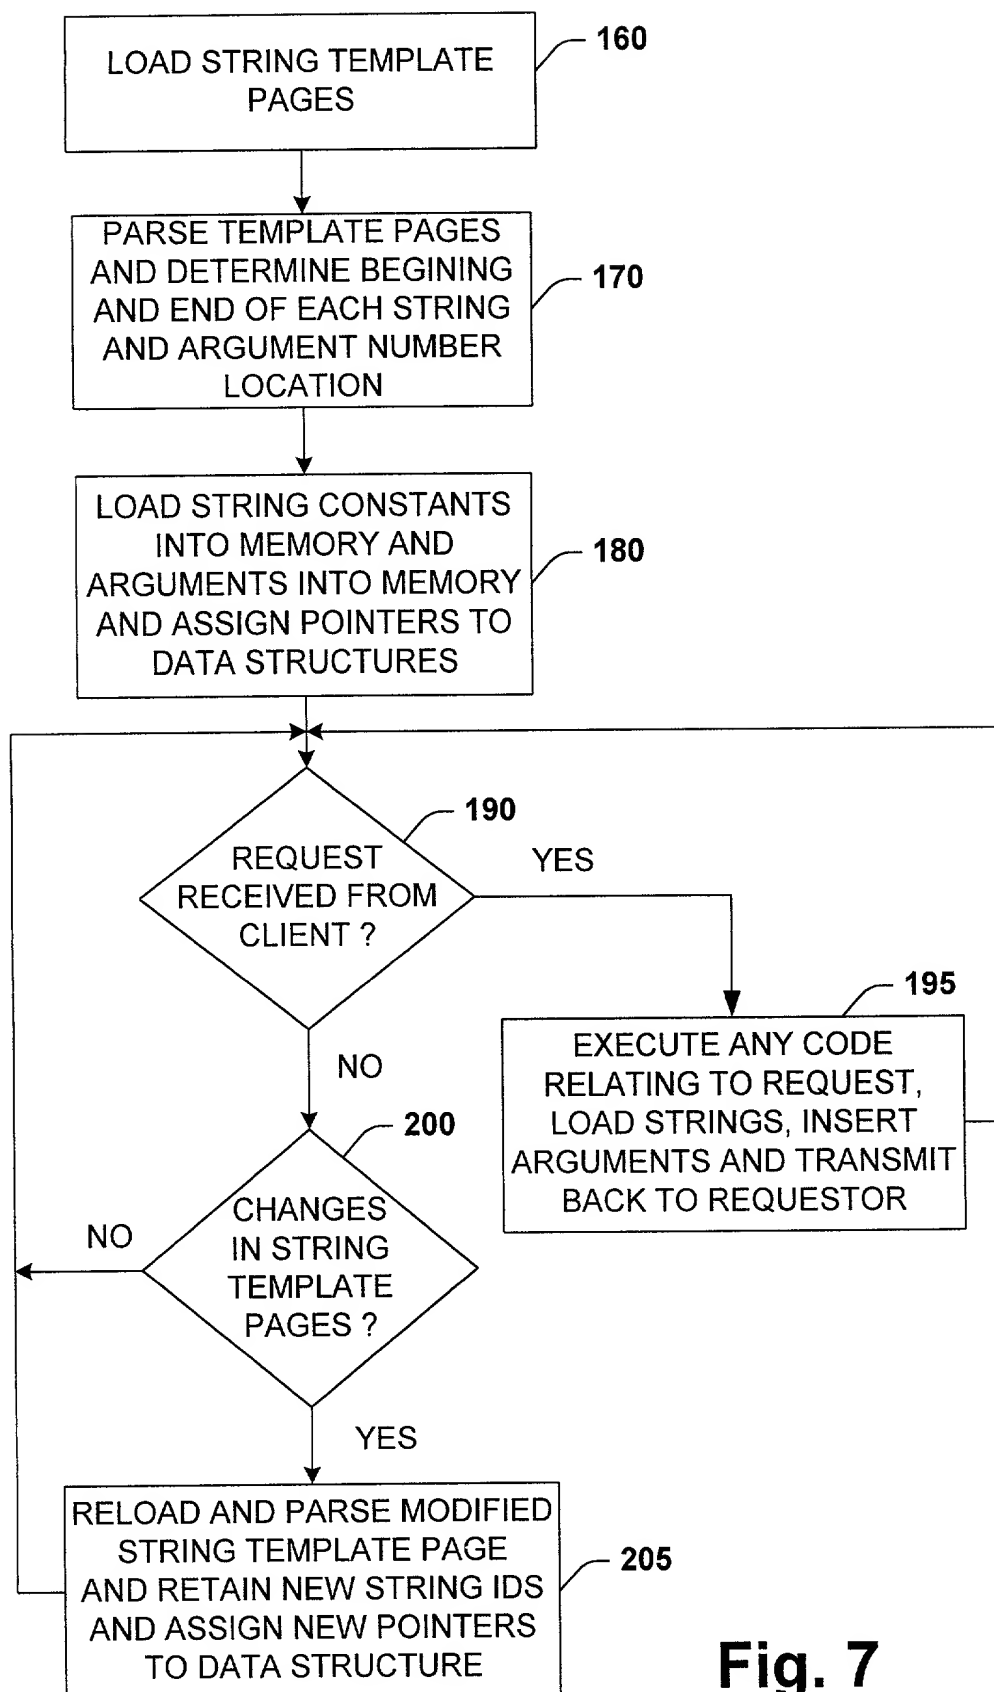 LOAD STRING TEMPLATE
PAGES
160
PARSE TEMPLATE PAGES
AND DETERMINE BEGINING
AND END OF EACH STRING
AND ARGUMENT NUMBER
LOCATION
170
LOAD STRING CONSTANTS
INTO MEMORY AND
ARGUMENTS INTO MEMORY
AND ASSIGN POINTERS TO
DATA STRUCTURES
180
REQUEST
RECEIVED FROM
CLIENT ?
190
YES
EXECUTE ANY CODE
RELATING TO REQUEST,
LOAD STRINGS, INSERT
ARGUMENTS AND TRANSMIT
BACK TO REQUESTOR
195
NO
CHANGES
IN STRING
TEMPLATE
PAGES ?
200
NO
YES
RELOAD AND PARSE MODIFIED
STRING TEMPLATE PAGE
AND RETAIN NEW STRING IDS
AND ASSIGN NEW POINTERS
TO DATA STRUCTURE
205
Fig. 7